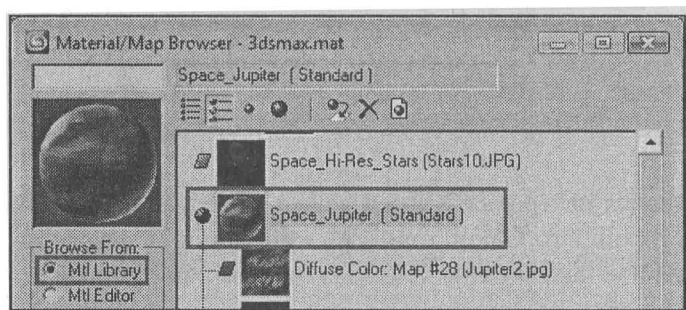 Material/Map Browser - 3dsmax.mat
Space_Jupiter ( Standard )
Space_Hi-Res_Stars (Stars10.JPG)
Space_Jupiter ( Standard )
Diffuse Color: Map #28 (Jupiter2.jpg)
Browse From:
Mtl Library
Mtl Editor